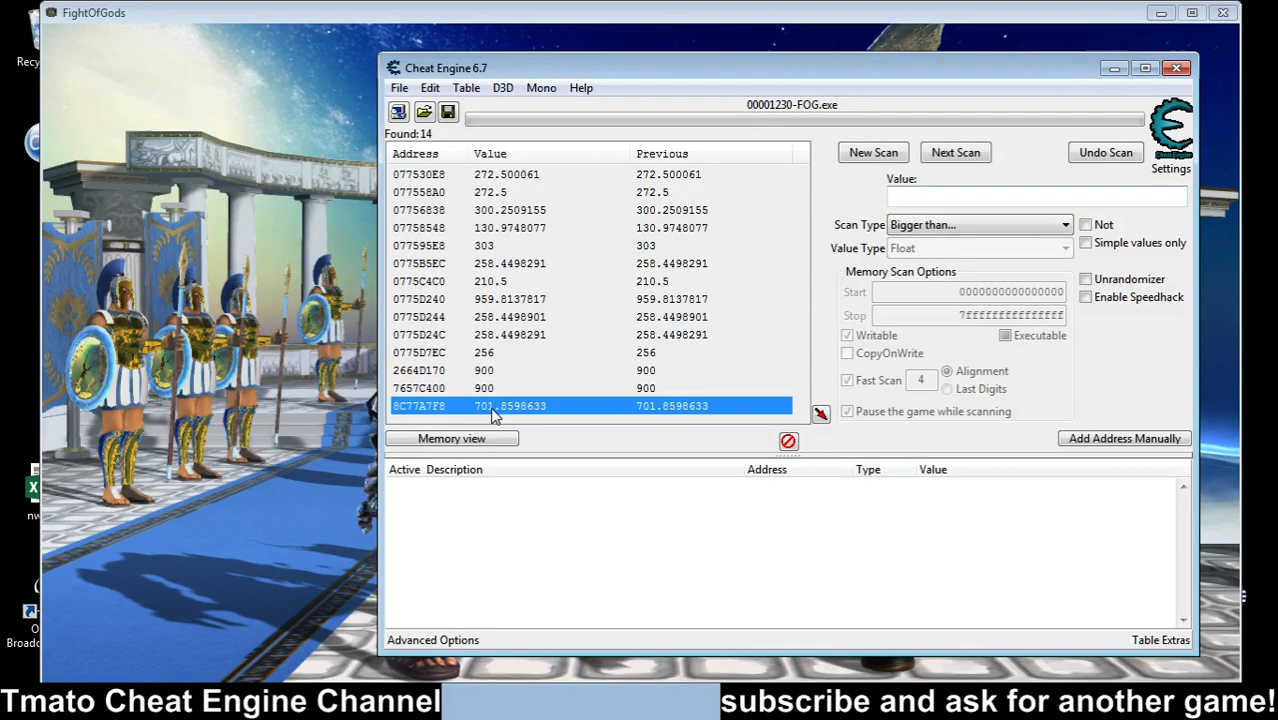 FightOfGods
Recy
Cheat Engine 6.7
File Edit Table D3D Mono Help
00001230-FOG.exe
Found: 14
Address Value Previous
077530E8 272.500061 272.500061
077558A0 272.5 272.5
07756838 300.2509155 300.2509155
07758548 130.9748077 130.9748077
077595E8 303 303
0775B5EC 258.4498291 258.4498291
0775C4C0 210.5 210.5
0775D240 959.8137817 959.8137817
0775D244 258.4498901 258.4498901
0775D24C 258.4498291 258.4498291
0775D7EC 256 256
2664D170 900 900
7657C400 900 900
8C77A7F8 701.8598633 701.8598633
New Scan Next Scan Undo Scan
Cheat Engine
Settings
Value:
Scan Type Bigger than... Not
Value Type Float Simple values only
Memory Scan Options
Start 0000000000000000
Stop 7fffffffffffffff
Unrandomizer
Enable Speedhack
Writable Executable
CopyOnWrite
Fast Scan 4 Alignment
Last Digits
Pause the game while scanning
Memory view Add Address Manually
Active Description Address Type Value
nw
O
Broadc
Advanced Options Table Extras
Tmato Cheat Engine Channel subscribe and ask for another game!